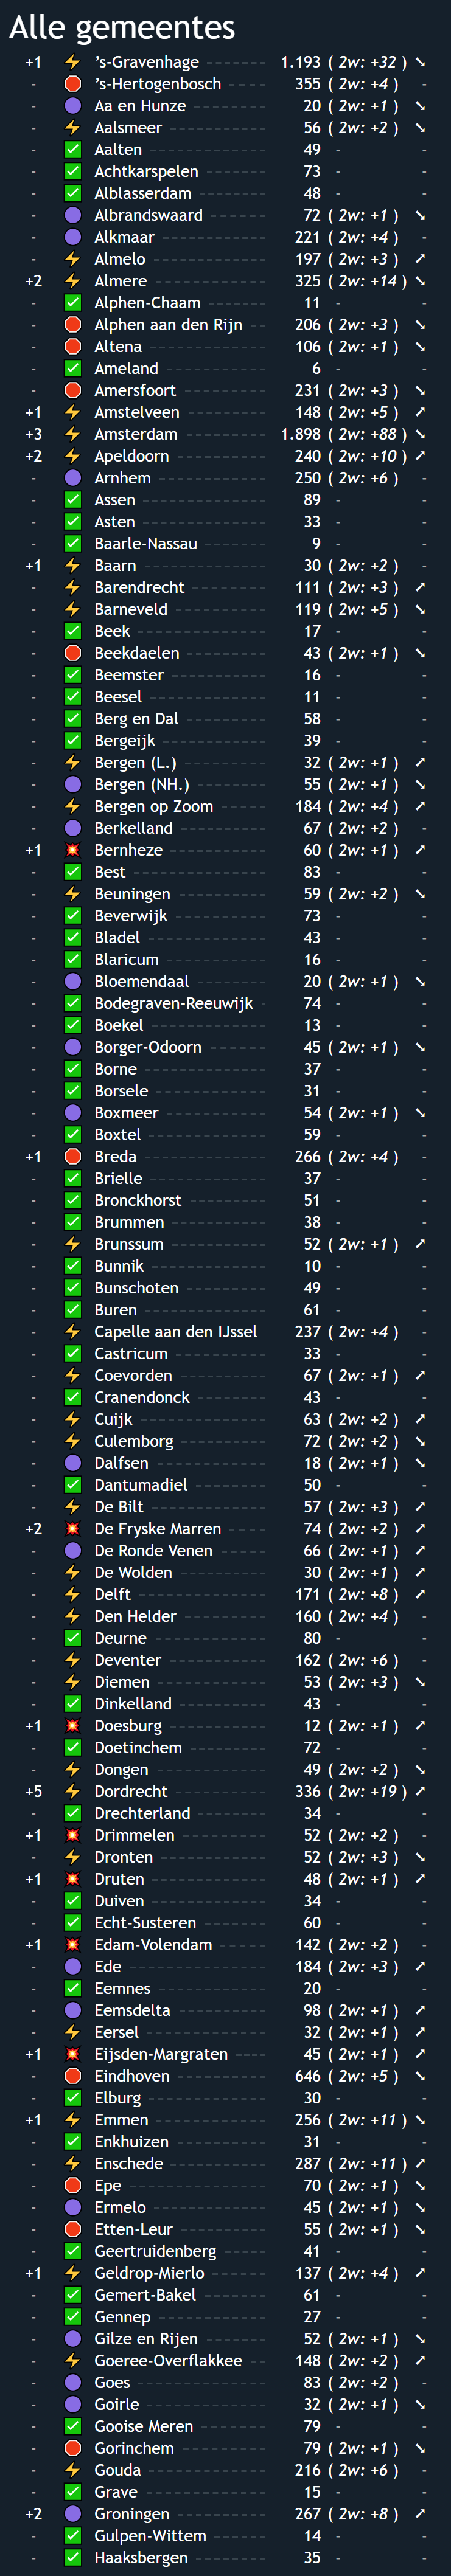 Alle gemeentes
+1 ⚡ ’s-Gravenhage ------- 1.193 ( 2w: +32 ) ➘
- 🛑 ’s-Hertogenbosch ----- 355 ( 2w: +4 ) -
- 🟣 Aa en Hunze --------- 20 ( 2w: +1 ) ➘
- ⚡ Aalsmeer ------------ 56 ( 2w: +2 ) ➘
- ✅ Aalten -------------- 49 - -
- ✅ Achtkarspelen ------- 73 - -
- ✅ Alblasserdam -------- 48 - -
- 🟣 Albrandswaard ------- 72 ( 2w: +1 ) ➘
- 🟣 Alkmaar ------------- 221 ( 2w: +4 ) -
- ⚡ Almelo -------------- 197 ( 2w: +3 ) ➚
+2 ⚡ Almere -------------- 325 ( 2w: +14 ) ➘
- ✅ Alphen-Chaam -------- 11 - -
- 🛑 Alphen aan den Rijn --- 206 ( 2w: +3 ) ➘
- 🛑 Altena -------------- 106 ( 2w: +1 ) ➘
- ✅ Ameland ------------- 6 - -
- 🛑 Amersfoort ---------- 231 ( 2w: +3 ) ➘
+1 ⚡ Amstelveen ---------- 148 ( 2w: +5 ) ➚
+3 ⚡ Amsterdam ----------- 1.898 ( 2w: +88 ) ➘
+2 ⚡ Apeldoorn ----------- 240 ( 2w: +10 ) ➚
- 🟣 Arnhem -------------- 250 ( 2w: +6 ) -
- ✅ Assen --------------- 89 - -
- ✅ Asten --------------- 33 - -
- ✅ Baarle-Nassau ------- 9 - -
+1 ⚡ Baarn --------------- 30 ( 2w: +2 ) -
- ⚡ Barendrecht --------- 111 ( 2w: +3 ) ➚
- ⚡ Barneveld ----------- 119 ( 2w: +5 ) ➘
- ✅ Beek ---------------- 17 - -
- 🛑 Beekdaelen ---------- 43 ( 2w: +1 ) ➘
- ✅ Beemster ------------ 16 - -
- ✅ Beesel -------------- 11 - -
- ✅ Berg en Dal --------- 58 - -
- ✅ Bergeijk ------------ 39 - -
- ⚡ Bergen (L.) --------- 32 ( 2w: +1 ) ➚
- 🟣 Bergen (NH.) -------- 55 ( 2w: +1 ) ➘
- ⚡ Bergen op Zoom ------ 184 ( 2w: +4 ) ➚
- 🟣 Berkelland ---------- 67 ( 2w: +2 ) -
+1 💥 Bernheze ------------ 60 ( 2w: +1 ) ➚
- ✅ Best ---------------- 83 - -
- ⚡ Beuningen ----------- 59 ( 2w: +2 ) ➘
- ✅ Beverwijk ----------- 73 - -
- ✅ Bladel -------------- 43 - -
- ✅ Blaricum ------------ 16 - -
- 🟣 Bloemendaal --------- 20 ( 2w: +1 ) ➘
- ✅ Bodegraven-Reeuwijk - 74 - -
- ✅ Boekel -------------- 13 - -
- 🟣 Borger-Odoorn ------- 45 ( 2w: +1 ) ➘
- ✅ Borne --------------- 37 - -
- ✅ Borsele ------------- 31 - -
- 🟣 Boxmeer ------------- 54 ( 2w: +1 ) ➘
- ✅ Boxtel -------------- 59 - -
+1 🛑 Breda --------------- 266 ( 2w: +4 ) -
- ✅ Brielle ------------- 37 - -
- ✅ Bronckhorst --------- 51 - -
- ✅ Brummen ------------- 38 - -
- ⚡ Brunssum ------------ 52 ( 2w: +1 ) ➚
- ✅ Bunnik -------------- 10 - -
- ✅ Bunschoten ---------- 49 - -
- ✅ Buren --------------- 61 - -
- ⚡ Capelle aan den IJssel 237 ( 2w: +4 ) -
- ✅ Castricum ----------- 33 - -
- ⚡ Coevorden ----------- 67 ( 2w: +1 ) ➚
- ✅ Cranendonck --------- 43 - -
- ⚡ Cuijk --------------- 63 ( 2w: +2 ) ➚
- ⚡ Culemborg ----------- 72 ( 2w: +2 ) ➘
- 🟣 Dalfsen ------------- 18 ( 2w: +1 ) ➘
- ✅ Dantumadiel --------- 50 - -
- ⚡ De Bilt ------------- 57 ( 2w: +3 ) ➚
+2 💥 De Fryske Marren ----- 74 ( 2w: +2 ) ➚
- 🟣 De Ronde Venen ------ 66 ( 2w: +1 ) ➚
- ⚡ De Wolden ----------- 30 ( 2w: +1 ) ➚
- ⚡ Delft --------------- 171 ( 2w: +8 ) ➚
- ⚡ Den Helder ---------- 160 ( 2w: +4 ) -
- ✅ Deurne -------------- 80 - -
- ⚡ Deventer ------------ 162 ( 2w: +6 ) -
- ⚡ Diemen -------------- 53 ( 2w: +3 ) ➘
- ✅ Dinkelland ---------- 43 - -
+1 💥 Doesburg ------------ 12 ( 2w: +1 ) ➚
- ✅ Doetinchem ---------- 72 - -
- ⚡ Dongen -------------- 49 ( 2w: +2 ) ➘
+5 ⚡ Dordrecht ----------- 336 ( 2w: +19 ) ➚
- ✅ Drechterland -------- 34 - -
+1 💥 Drimmelen ----------- 52 ( 2w: +2 ) -
- ⚡ Dronten ------------- 52 ( 2w: +3 ) ➘
+1 💥 Druten -------------- 48 ( 2w: +1 ) ➚
- ✅ Duiven -------------- 34 - -
- ✅ Echt-Susteren ------- 60 - -
+1 💥 Edam-Volendam ------- 142 ( 2w: +2 ) -
- 🟣 Ede ----------------- 184 ( 2w: +3 ) ➚
- ✅ Eemnes -------------- 20 - -
- 🟣 Eemsdelta ----------- 98 ( 2w: +1 ) ➚
- ⚡ Eersel -------------- 32 ( 2w: +1 ) ➚
+1 💥 Eijsden-Margraten ---- 45 ( 2w: +1 ) ➚
- 🛑 Eindhoven ----------- 646 ( 2w: +5 ) ➘
- ✅ Elburg -------------- 30 - -
+1 ⚡ Emmen --------------- 256 ( 2w: +11 ) ➘
- ✅ Enkhuizen ----------- 31 - -
- ⚡ Enschede ------------ 287 ( 2w: +11 ) ➚
- 🛑 Epe ----------------- 70 ( 2w: +1 ) ➘
- 🟣 Ermelo -------------- 45 ( 2w: +1 ) ➘
- 🛑 Etten-Leur ---------- 55 ( 2w: +1 ) ➘
- ✅ Geertruidenberg ----- 41 - -
+1 ⚡ Geldrop-Mierlo ------ 137 ( 2w: +4 ) ➚
- ✅ Gemert-Bakel -------- 61 - -
- ✅ Gennep -------------- 27 - -
- 🟣 Gilze en Rijen ------ 52 ( 2w: +1 ) ➘
- ⚡ Goeree-Overflakkee --- 148 ( 2w: +2 ) ➚
- 🟣 Goes ---------------- 83 ( 2w: +2 ) -
- 🟣 Goirle -------------- 32 ( 2w: +1 ) ➘
- ✅ Gooise Meren -------- 79 - -
- 🛑 Gorinchem ----------- 79 ( 2w: +1 ) ➘
- ⚡ Gouda --------------- 216 ( 2w: +6 ) -
- ✅ Grave --------------- 15 - -
+2 🟣 Groningen ----------- 267 ( 2w: +8 ) ➚
- ✅ Gulpen-Wittem ------- 14 - -
- ✅ Haaksbergen --------- 35 - -